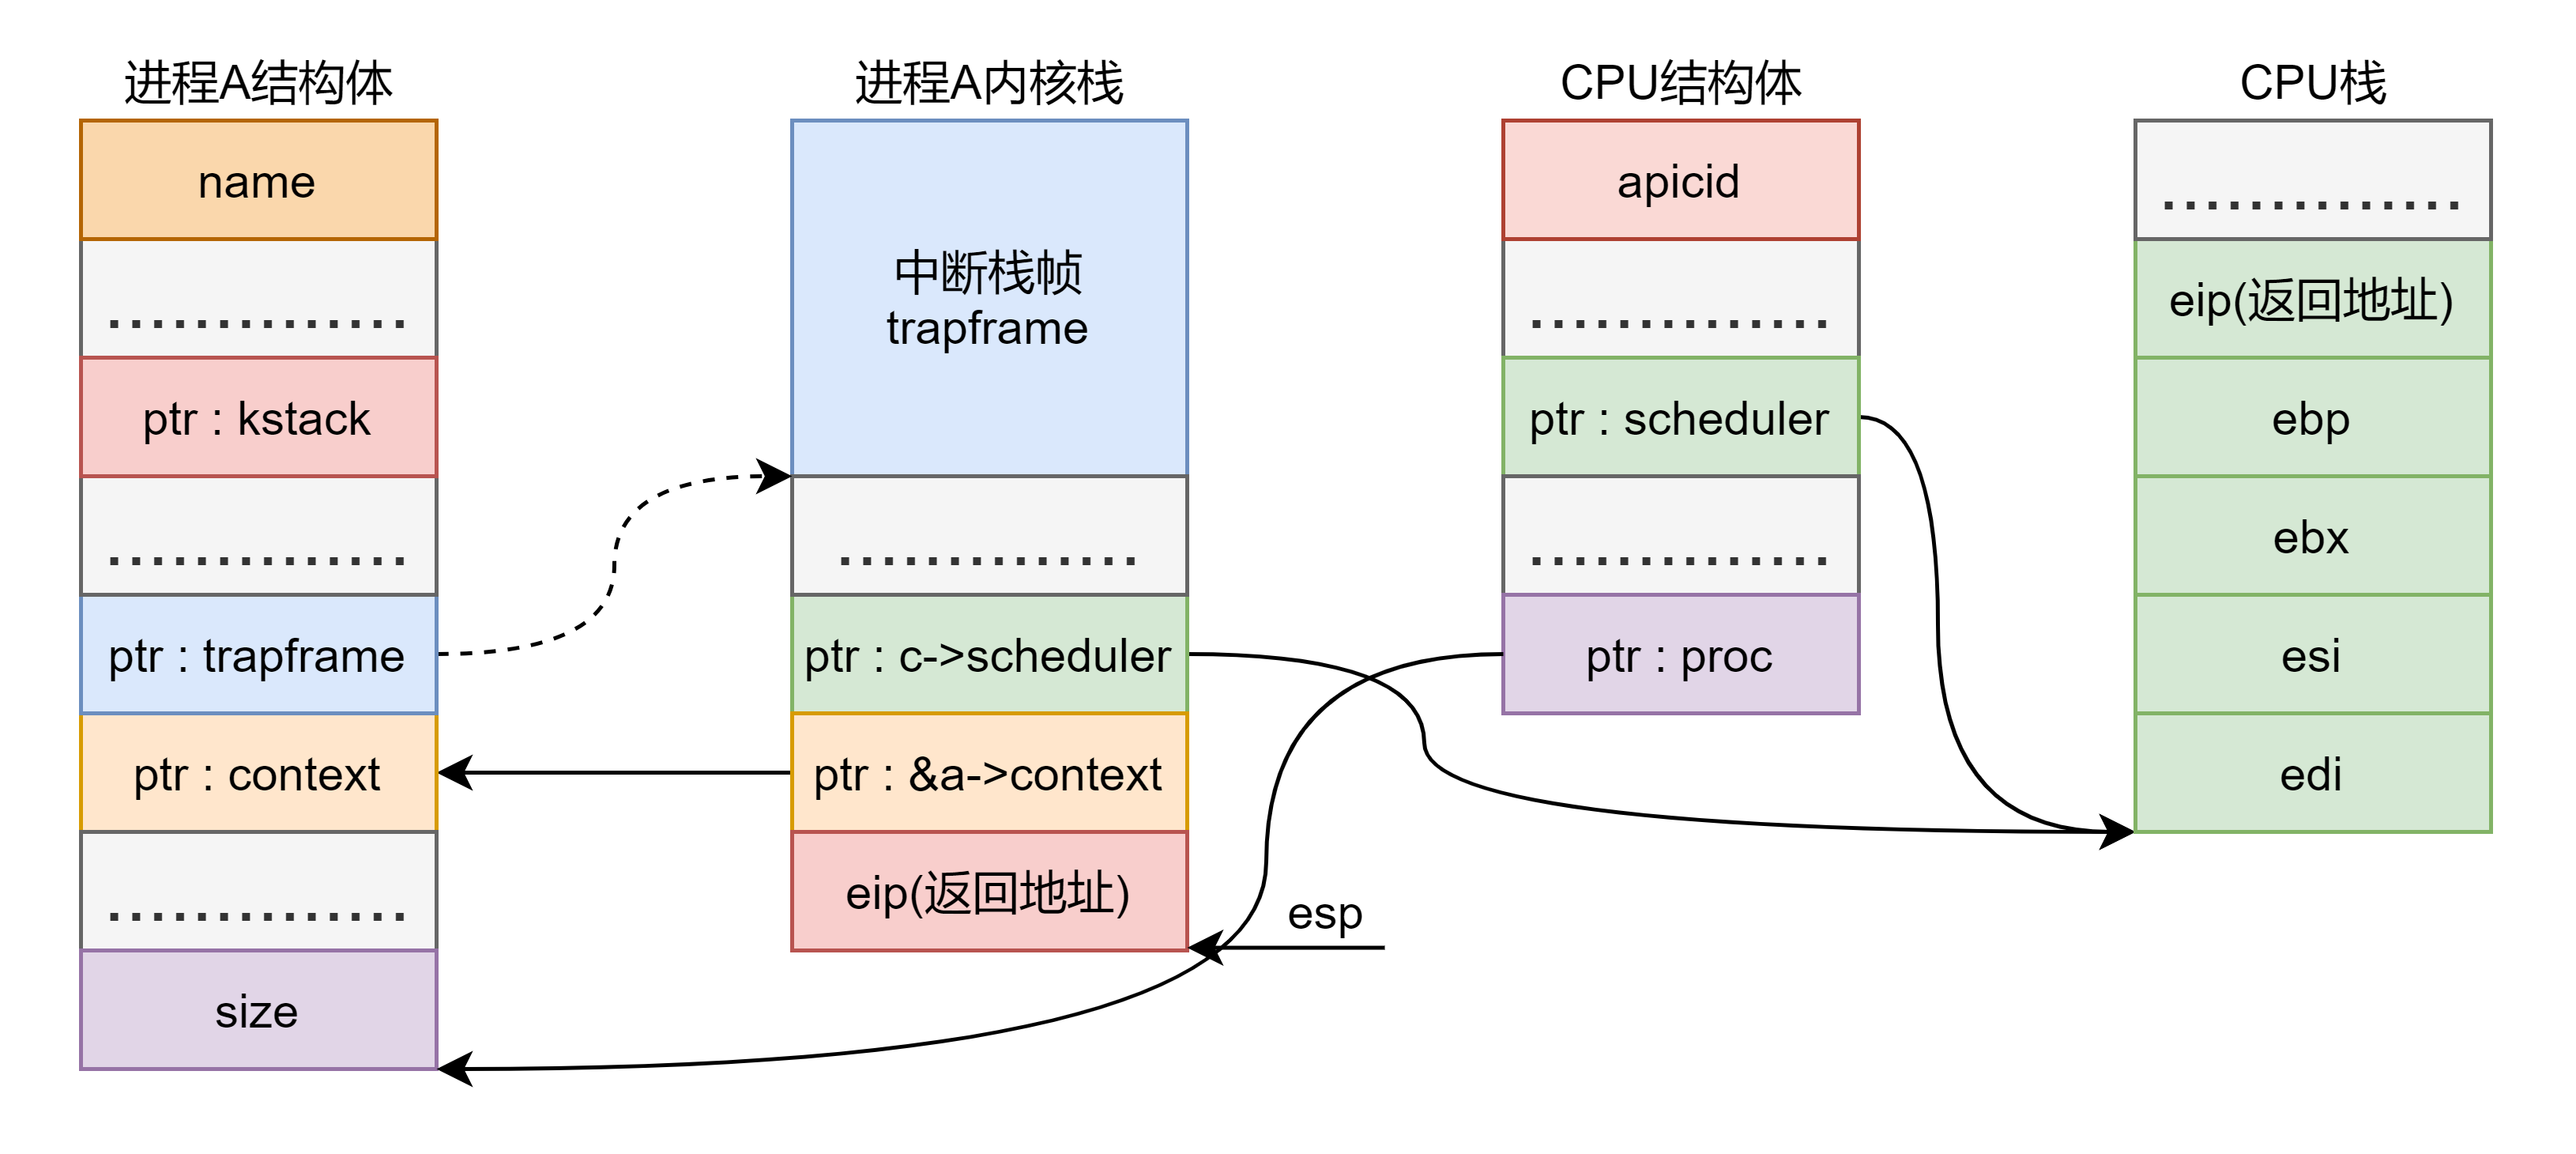 进程A结构体
name
..............
ptr : kstack
..............
ptr : trapframe
ptr : context
..............
size
进程A内核栈
中断栈帧
trapframe
..............
ptr : c->scheduler
ptr : &a->context
eip(返回地址)
esp
CPU结构体
apicid
..............
ptr : scheduler
..............
ptr : proc
CPU栈
..............
eip(返回地址)
ebp
ebx
esi
edi